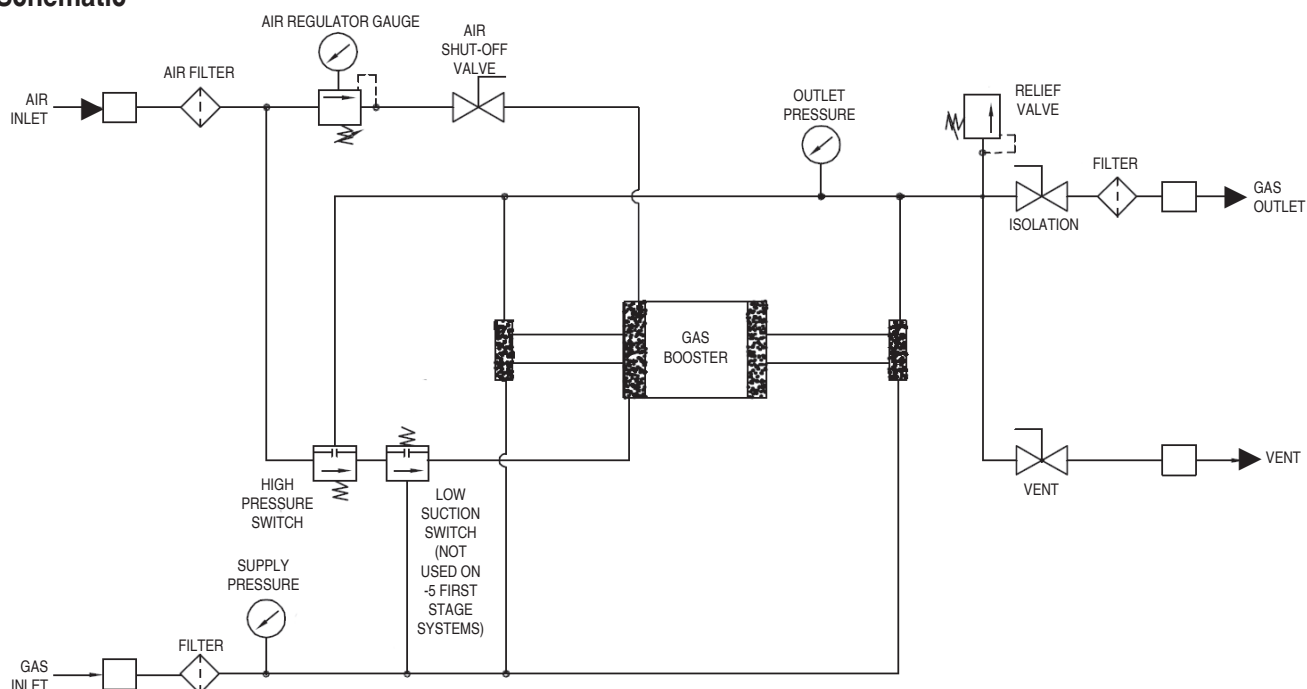 Schematic
AIR REGULATOR GAUGE
AIR
SHUT-OFF
VALVE
AIR FILTER
AIR
INLET
OUTLET
PRESSURE
RELIEF
VALVE
FILTER
GAS
OUTLET
ISOLATION
GAS
BOOSTER
HIGH
PRESSURE
SWITCH
LOW
SUCTION
SWITCH
(NOT
USED ON
-5 FIRST
STAGE
SYSTEMS)
VENT
VENT
SUPPLY
PRESSURE
FILTER
GAS
INLET